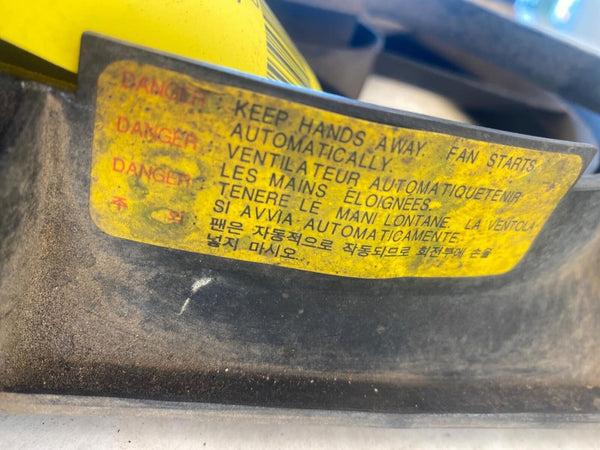 DANGER : KEEP HANDS AWAY. FAN STARTS
AUTOMATICALLY.
DANGER : VENTILATEUR AUTOMATIQUETENIR
LES MAINS ÉLOIGNÉES.
DANGER : TENERE LE MANI LONTANE, LA VENTOLA
SI AVVIA AUTOMATICAMENTE.
주 의 : 팬은 자동적으로 작동되므로 회전부에 손을
넣지 마시오.